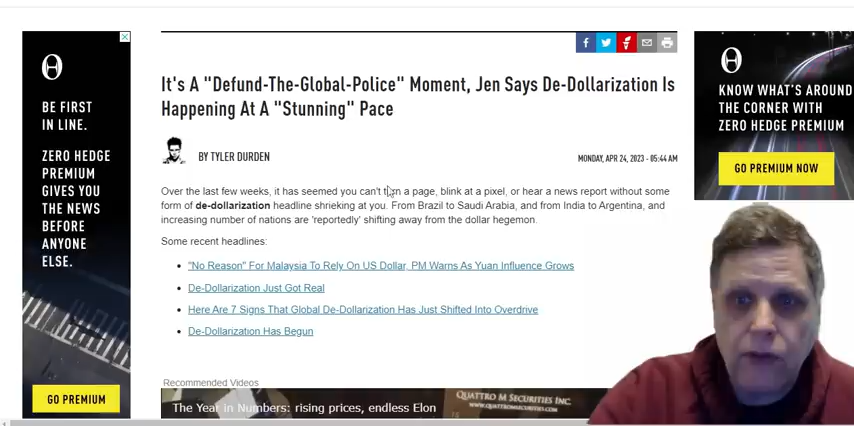 BE FIRST
IN LINE.
ZERO HEDGE
PREMIUM
GIVES YOU
THE NEWS
BEFORE
ANYONE
ELSE.
GO PREMIUM
It's A "Defund-The-Global-Police" Moment, Jen Says De-Dollarization Is
Happening At A "Stunning" Pace
BY TYLER DURDEN
MONDAY, APR 24, 2023 - 05:44 AM
Over the last few weeks, it has seemed you can't turn a page, blink at a pixel, or hear a news report without some
form of de-dollarization headline shrieking at you. From Brazil to Saudi Arabia, and from India to Argentina, and
increasing number of nations are 'reportedly' shifting away from the dollar hegemon.
Some recent headlines:
"No Reason" For Malaysia To Rely On US Dollar, PM Warns As Yuan Influence Grows
De-Dollarization Just Got Real
Here Are 7 Signs That Global De-Dollarization Has Just Shifted Into Overdrive
De-Dollarization Has Begun
Recommended Videos
The Year in Numbers: rising prices, endless Elon
QUATTRO M SECURITIES INC
WWW.QUATTROMSECURITIES.COM
KNOW WHAT'S AROUND
THE CORNER WITH
ZERO HEDGE PREMIUM
GO PREMIUM NOW